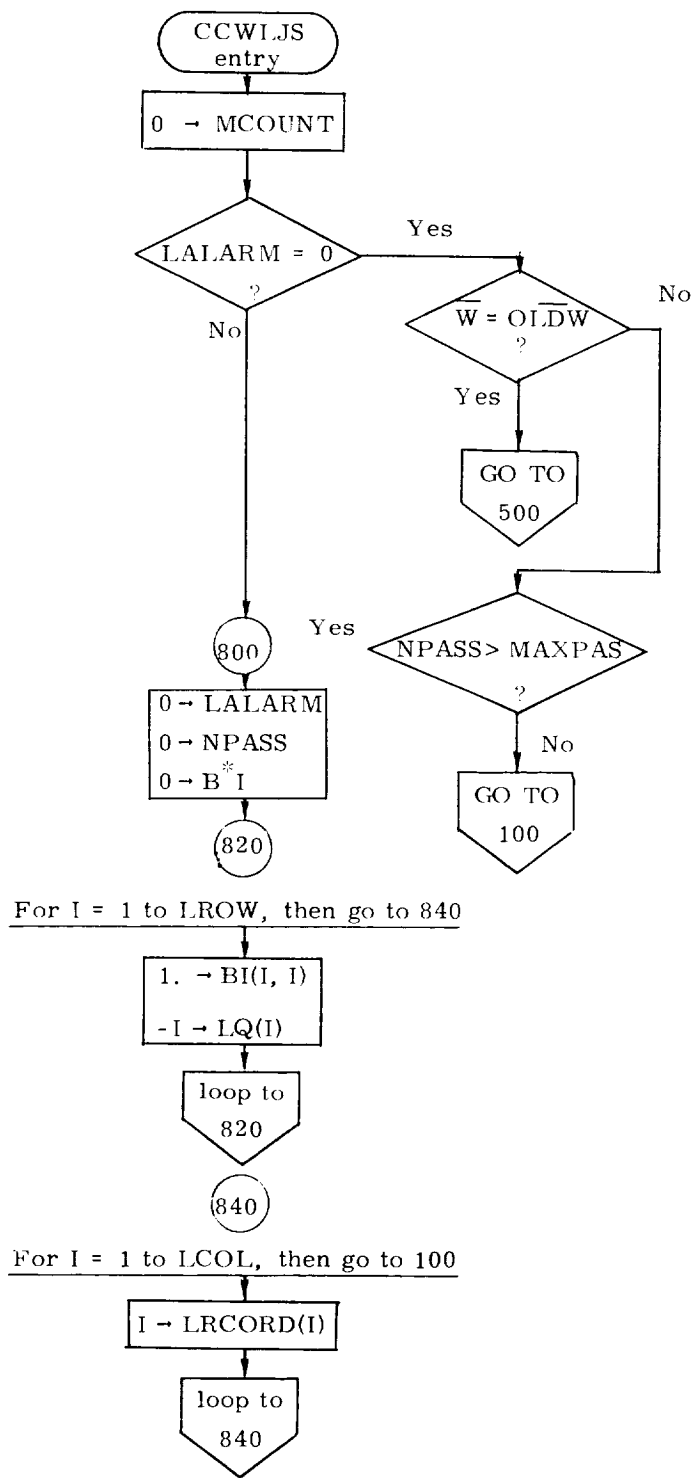 CCWLJS
entry
0 → MCOUNT
LALARM = 0
?
Yes
No
W̅ = OLD̅W̅
?
No
Yes
GO TO
500
NPASS > MAXPAS
?
Yes
No
GO TO
100
800
0 → LALARM
0 → NPASS
0 → B*I
820
For I = 1 to LROW, then go to 840
1. → BI(I, I)
-I → LQ(I)
loop to
820
840
For I = 1 to LCOL, then go to 100
I → LRCORD(I)
loop to
840